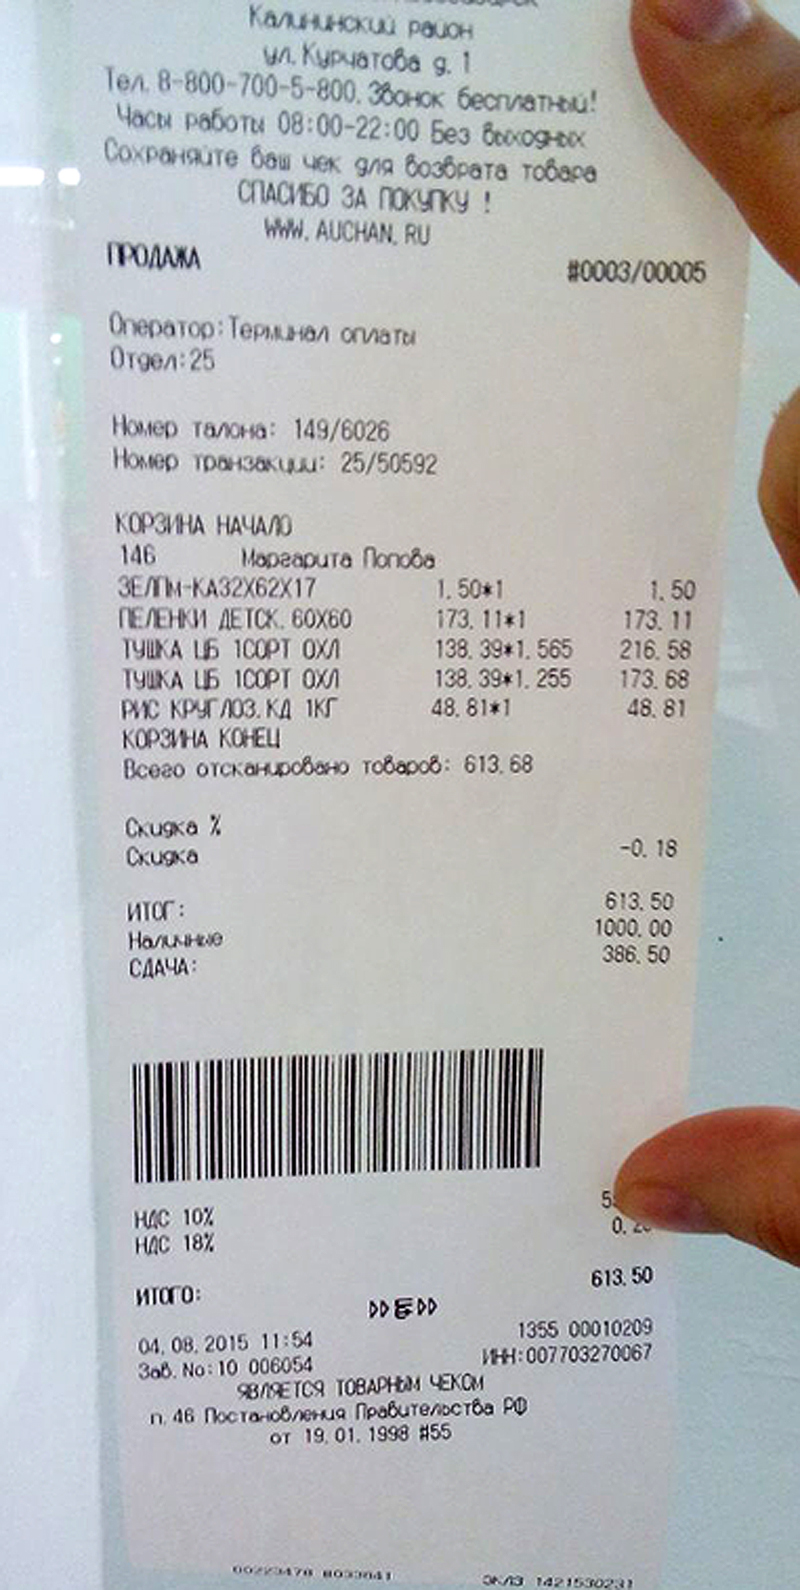 Калининский район
ул. Курчатова д. 1
Тел. 8-800-700-5-800. Звонок бесплатный!
Часы работы 08:00-22:00 Без выходных
Сохраняйте ваш чек для возврата товара
СПАСИБО ЗА ПОКУПКУ !
WWW.AUCHAN.RU
ПРОДАЖА #0003/00005
Оператор:Терминал оплаты
Отдел:25
Номер талона: 149/6026
Номер транзакции: 25/50592
КОРЗИНА НАЧАЛО
146 Маргарита Попова
ЗЕЛПм-КА32Х62Х17 1.50*1 1.50
ПЕЛЕНКИ ДЕТСК.60Х60 173.11*1 173.11
ТУШКА ЦБ 1СОРТ ОХЛ 138.39*1.565 216.58
ТУШКА ЦБ 1СОРТ ОХЛ 138.39*1.255 173.68
РИС КРУГЛОЗ.КД 1КГ 48.81*1 48.81
КОРЗИНА КОНЕЦ
Всего отсканировано товаров: 613.68
Скидка %
Скидка -0.18
ИТОГ: 613.50
Наличные 1000.00
СДАЧА: 386.50
НДС 10%
НДС 18%
ИТОГО: 613.50
04.08.2015 11:54 1355 00010209
Зав.No:10 006054 ИНН:007703270067
ЯВЛЯЕТСЯ ТОВАРНЫМ ЧЕКОМ
п.46 Постановления Правительства РФ
от 19.01.1998 #55
00223478 8033841 ЭКЛЗ 1421530231